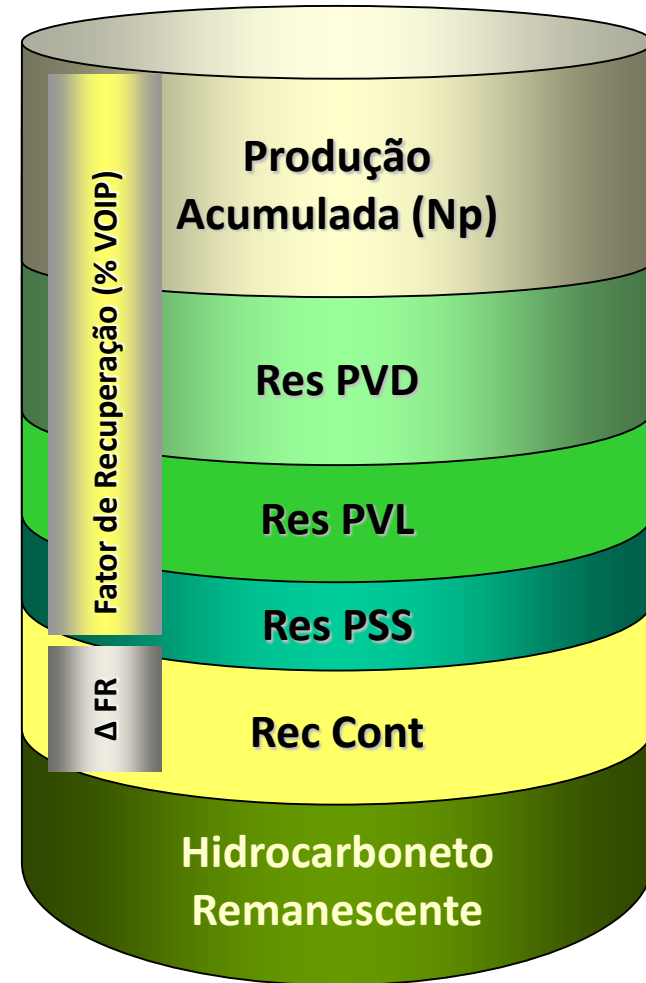 Produção
Acumulada (Np)
Fator de Recuperação (% VOIP)
Res PVD
Res PVL
Res PSS
Δ FR
Rec Cont
Hidrocarboneto
Remanescente